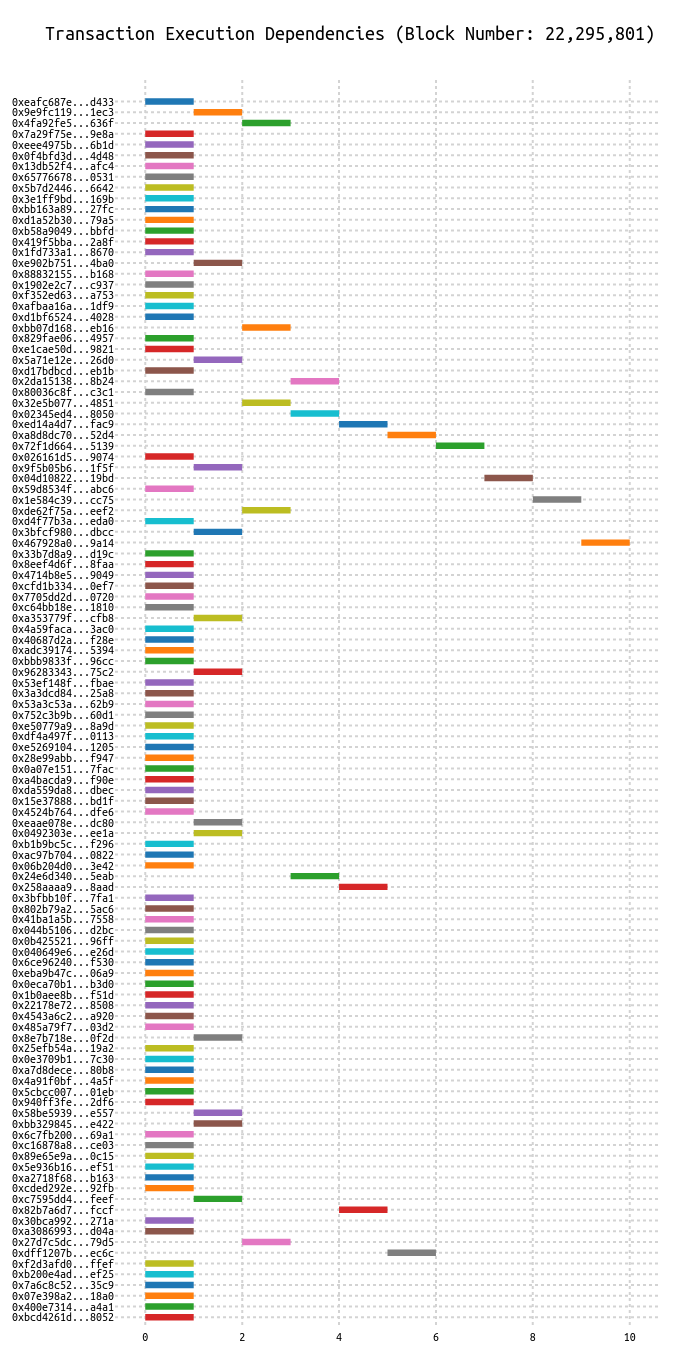 Transaction Execution Dependencies (Block Number: 22,295,801)
0xeafc687e...d433
0x9e9fc119...1ec3
0x4fa92fe5...636f
0x7a29f75e...9e8a
0xeee4975b...6b1d
0x0f4bfd3d...4d48
0x13db52f4...afc4
0x65776678...0531
0x5b7d2446...6642
0x3e1ff9bd...169b
0xbb163a89...27fc
0xd1a52b30...79a5
0xb58a9049...bbfd
0x419f5bba...2a8f
0x1fd733a1...8670
0xe902b751...4ba0
0x88832155...b168
0x1902e2c7...c937
0xf352ed63...a753
0xafbaa16a...1df9
0xd1bf6524...4028
0xbb07d168...eb16
0x829fae06...4957
0xe1cae50d...9821
0x5a71e12e...26d0
0xd17bdbcd...eb1b
0x2da15138...8b24
0x80036c8f...c3c1
0x32e5b077...4851
0x02345ed4...8050
0xed14a4d7...fac9
0xa8d8dc70...52d4
0x72f1d664...5139
0x026161d5...9074
0x9f5b05b6...1f5f
0x04d10822...19bd
0x59d8534f...abc6
0x1e584c39...cc75
0xde62f75a...eef2
0xd4f77b3a...eda0
0x3bfcf980...dbcc
0x467928a0...9a14
0x33b7d8a9...d19c
0x8eef4d6f...8faa
0x4714b8e5...9049
0xcfd1b334...0ef7
0x7705dd2d...0720
0xc64bb18e...1810
0xa353779f...cfb8
0x4a59faca...3ac0
0x40687d2a...f28e
0xadc39174...5394
0xbbb9833f...96cc
0x96283343...75c2
0x53ef148f...fbae
0x3a3dcd84...25a8
0x53a3c53a...62b9
0x752c3b9b...60d1
0xe50779a9...8a9d
0xdf4a497f...0113
0xe5269104...1205
0x28e99abb...f947
0x0a07e151...7fac
0xa4bacda9...f90e
0xda559da8...dbec
0x15e37888...bd1f
0x4524b764...dfe6
0xeaae078e...dc80
0x0492303e...ee1a
0xb1b9bc5c...f296
0xac97b704...0822
0x06b204d0...3e42
0x24e6d340...5eab
0x258aaaa9...8aad
0x3bfbb10f...7fa1
0x802b79a2...5ac6
0x41ba1a5b...7558
0x044b5106...d2bc
0x0b425521...96ff
0x040649e6...e26d
0x6ce96240...f530
0xeba9b47c...06a9
0x0eca70b1...b3d0
0x1b0aee8b...f51d
0x22178e72...8508
0x4543a6c2...a920
0x485a79f7...03d2
0x8e7b718e...0f2d
0x25efb54a...19a2
0x0e3709b1...7c30
0xa7d8dece...80b8
0x4a91f0bf...4a5f
0x5cbcc007...01eb
0x940ff3fe...2df6
0x58be5939...e557
0xbb329845...e422
0x6c7fb200...69a1
0xc16878a8...ce03
0x89e65e9a...0c15
0x5e936b16...ef51
0xa2718f68...b163
0xcded292e...92fb
0xc7595dd4...feef
0x82b7a6d7...fccf
0x30bca992...271a
0xa3086993...d04a
0x27d7c5dc...79d5
0xdff1207b...ec6c
0xf2d3afd0...ffef
0xb200e4ad...ef25
0x7a6c8c52...35c9
0x07e398a2...18a0
0x400e7314...a4a1
0xbcd4261d...8052
0 2 4 6 8 10